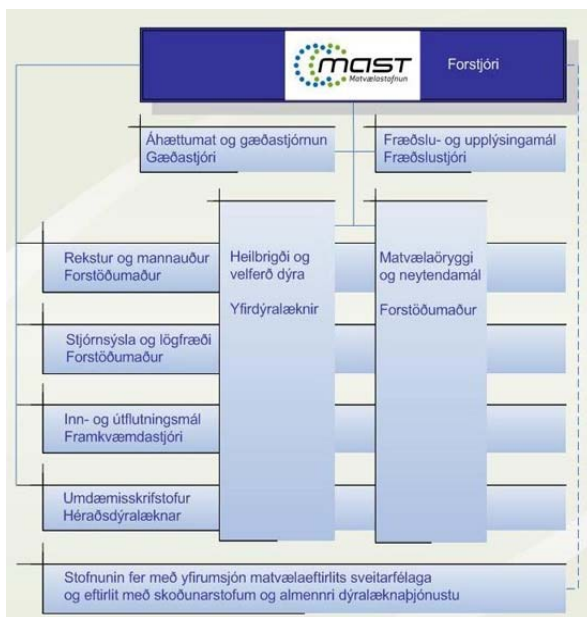 mast
Matvælastofnun
Forstjóri
Áhættumat og gæðastjórnun
Gæðastjóri
Fræðslu- og upplýsingamál
Fræðslustjóri
Rekstur og mannauður
Forstöðumaður
Heilbrigði og
velferð dýra
Yfirdýralæknir
Matvælaöryggi
og neytendamál
Forstöðumaður
Stjórnsýsla og lögfræði
Forstöðumaður
Inn- og útflutningsmál
Framkvæmdastjóri
Umdæmisskrifstofur
Héraðsdýralæknar
Stofnunin fer með yfirumsjón matvælaeftirlits sveitarfélaga
og eftirlit með skoðunarstofum og almennri dýralæknaþjónustu